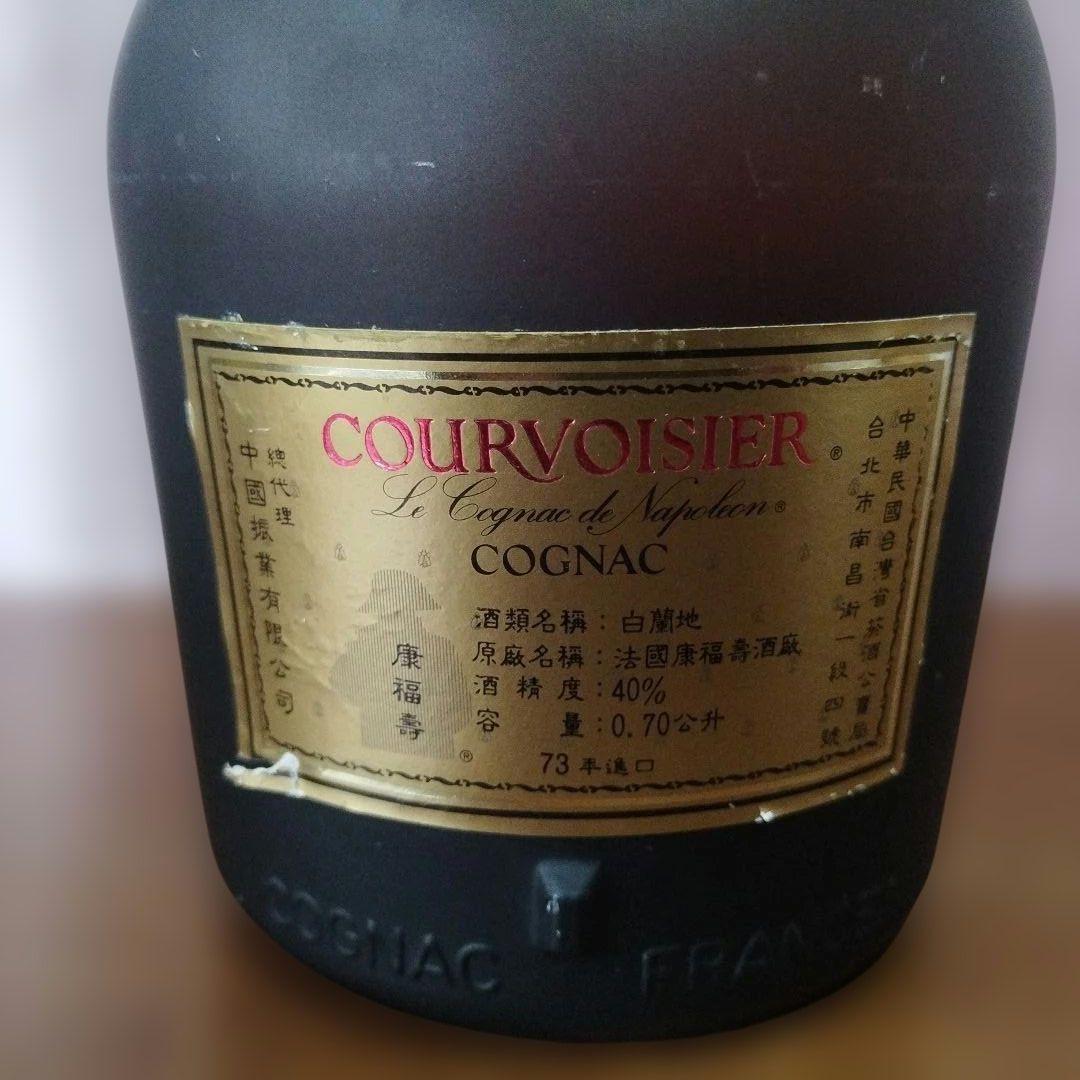 COURVOISIER®
Le Cognac de Napoleon®
COGNAC
中華民國台灣省菸酒公賣局
台北市南昌街一段四號
總代理
中國振業有限公司
康福壽®
酒類名稱：白蘭地
原廠名稱：法國康福壽酒廠
酒精度：40%
容量：0.70公升
73年進口
COGNAC FRANCE